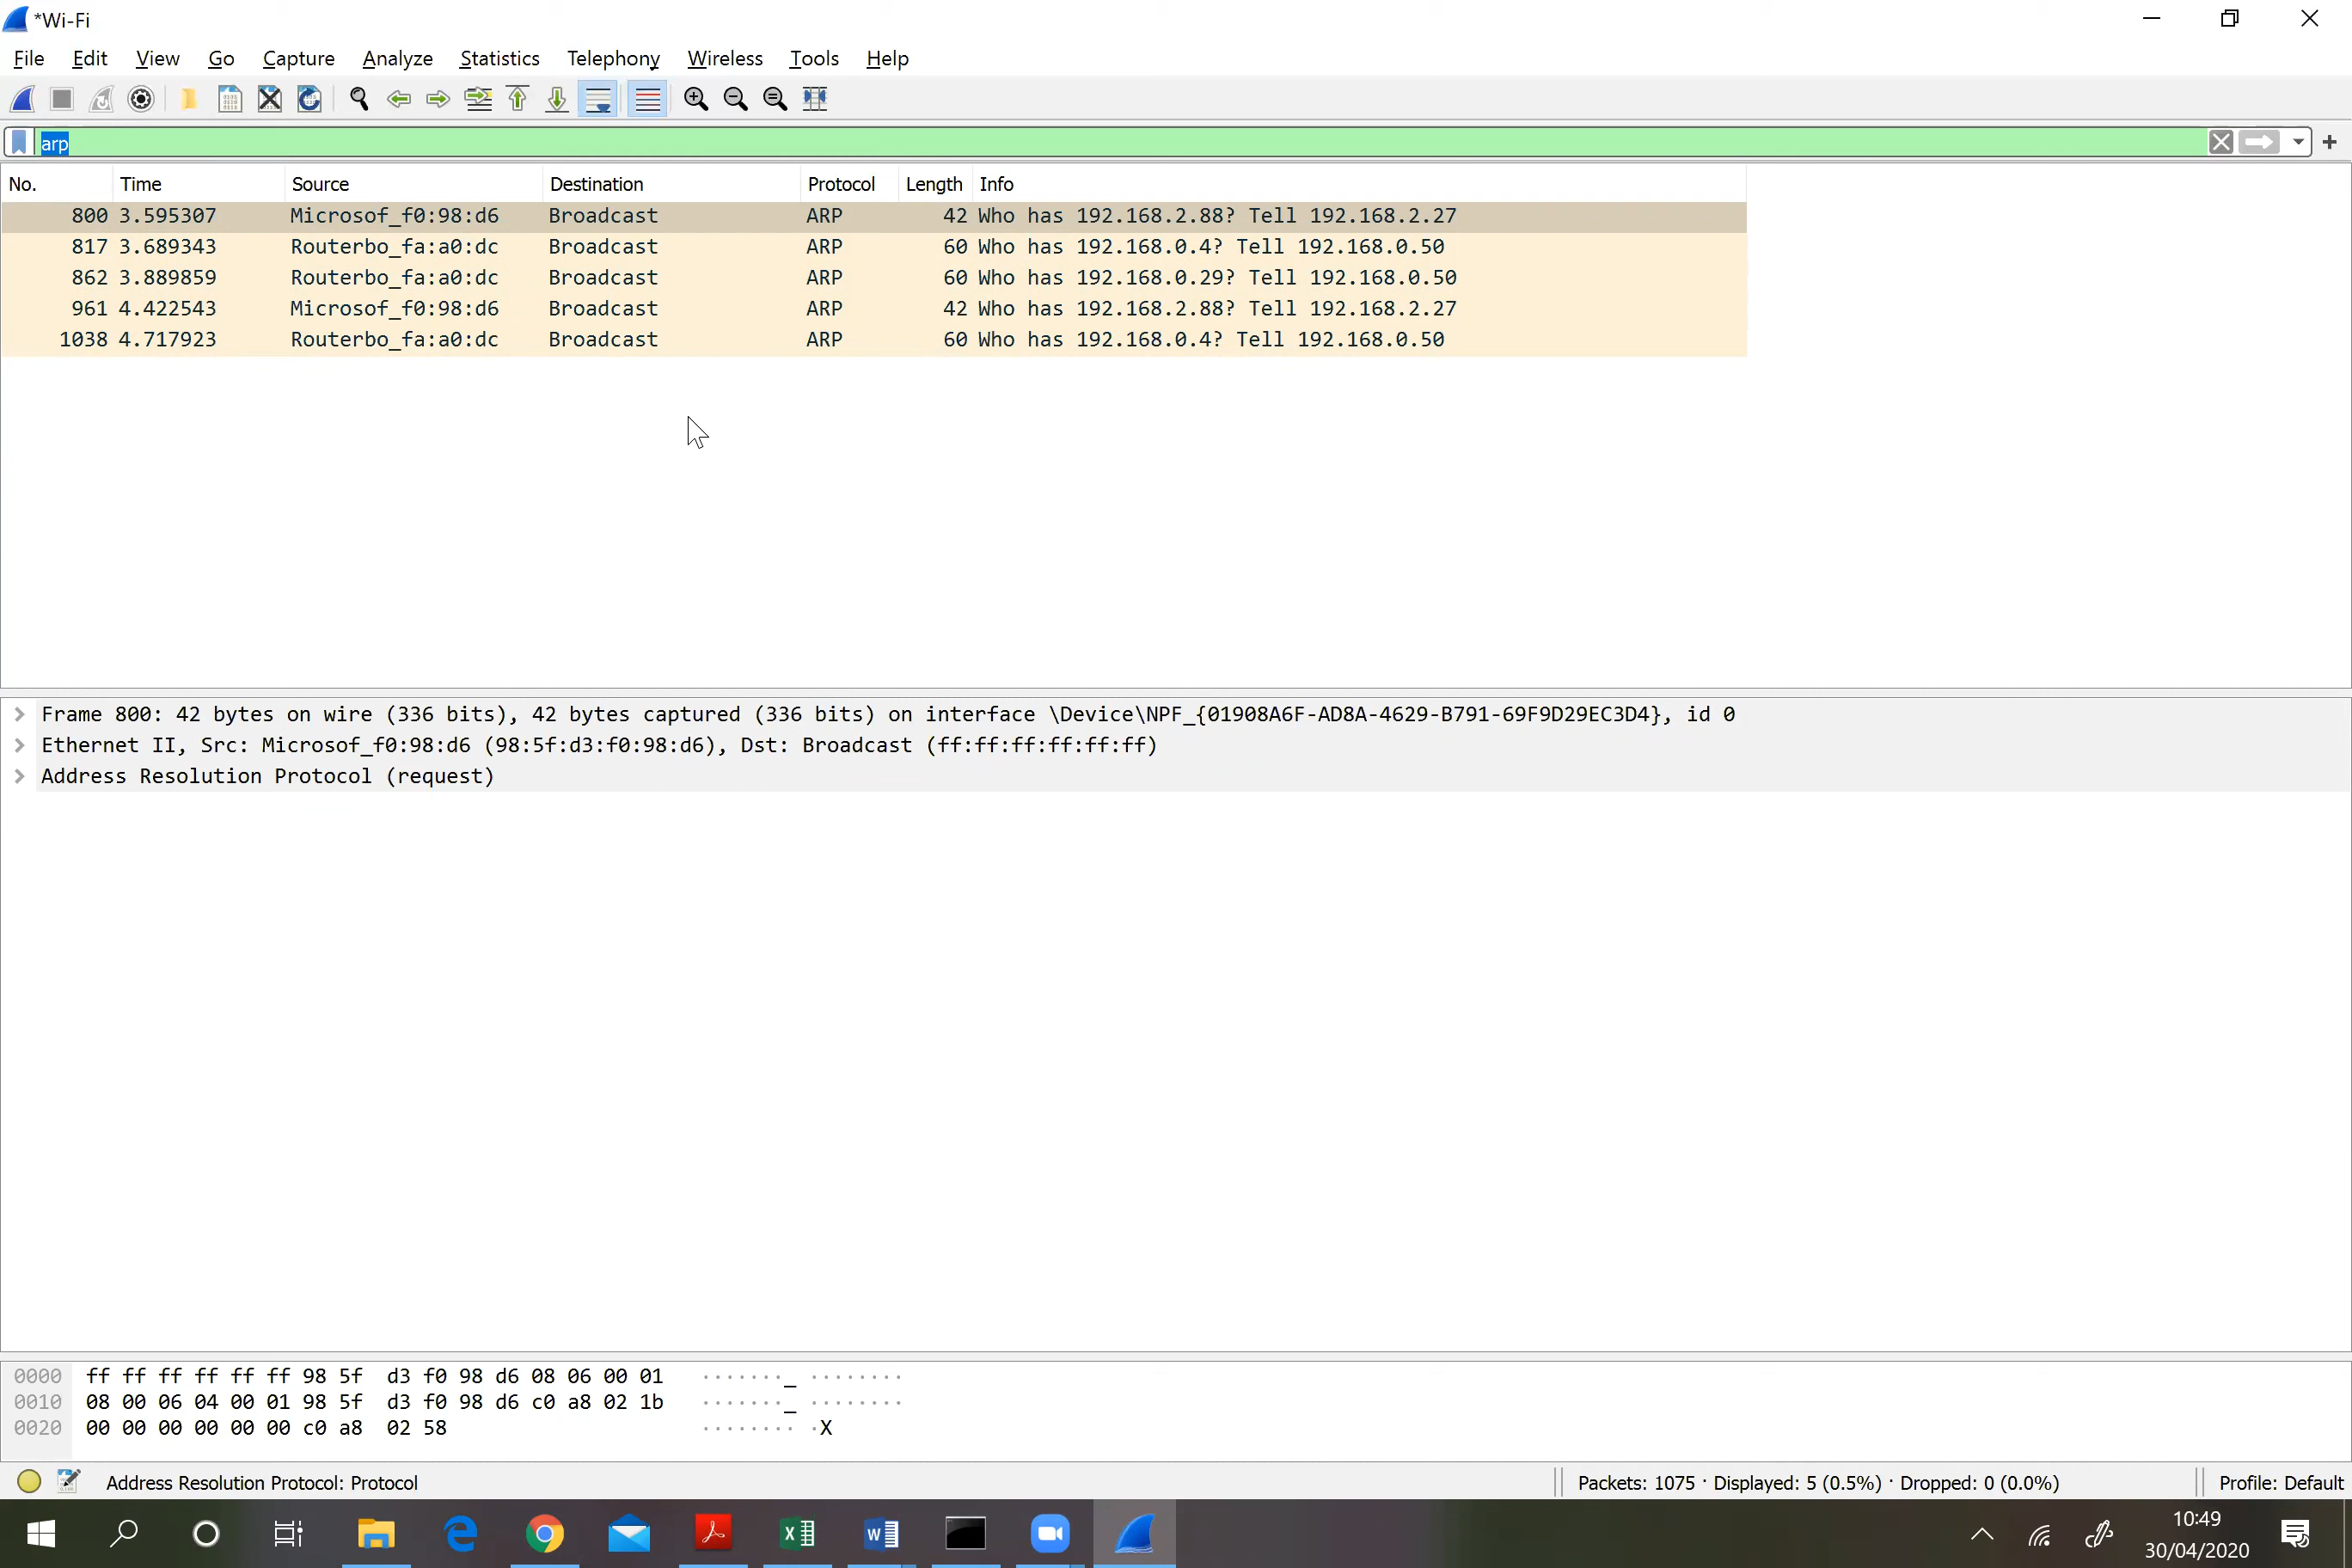 *Wi-Fi
File Edit View Go Capture Analyze Statistics Telephony Wireless Tools Help
arp
No. Time Source Destination Protocol Length Info
800 3.595307 Microsof_f0:98:d6 Broadcast ARP 42 Who has 192.168.2.88? Tell 192.168.2.27
817 3.689343 Routerbo_fa:a0:dc Broadcast ARP 60 Who has 192.168.0.4? Tell 192.168.0.50
862 3.889859 Routerbo_fa:a0:dc Broadcast ARP 60 Who has 192.168.0.29? Tell 192.168.0.50
961 4.422543 Microsof_f0:98:d6 Broadcast ARP 42 Who has 192.168.2.88? Tell 192.168.2.27
1038 4.717923 Routerbo_fa:a0:dc Broadcast ARP 60 Who has 192.168.0.4? Tell 192.168.0.50
Frame 800: 42 bytes on wire (336 bits), 42 bytes captured (336 bits) on interface \Device\NPF_{01908A6F-AD8A-4629-B791-69F9D29EC3D4}, id 0
Ethernet II, Src: Microsof_f0:98:d6 (98:5f:d3:f0:98:d6), Dst: Broadcast (ff:ff:ff:ff:ff:ff)
Address Resolution Protocol (request)
0000 ff ff ff ff ff ff 98 5f d3 f0 98 d6 08 06 00 01 ·······_ ········
0010 08 00 06 04 00 01 98 5f d3 f0 98 d6 c0 a8 02 1b ·······_ ········
0020 00 00 00 00 00 00 c0 a8 02 58 ········ ·X
Address Resolution Protocol: Protocol Packets: 1075 · Displayed: 5 (0.5%) · Dropped: 0 (0.0%) Profile: Default
10:49
30/04/2020